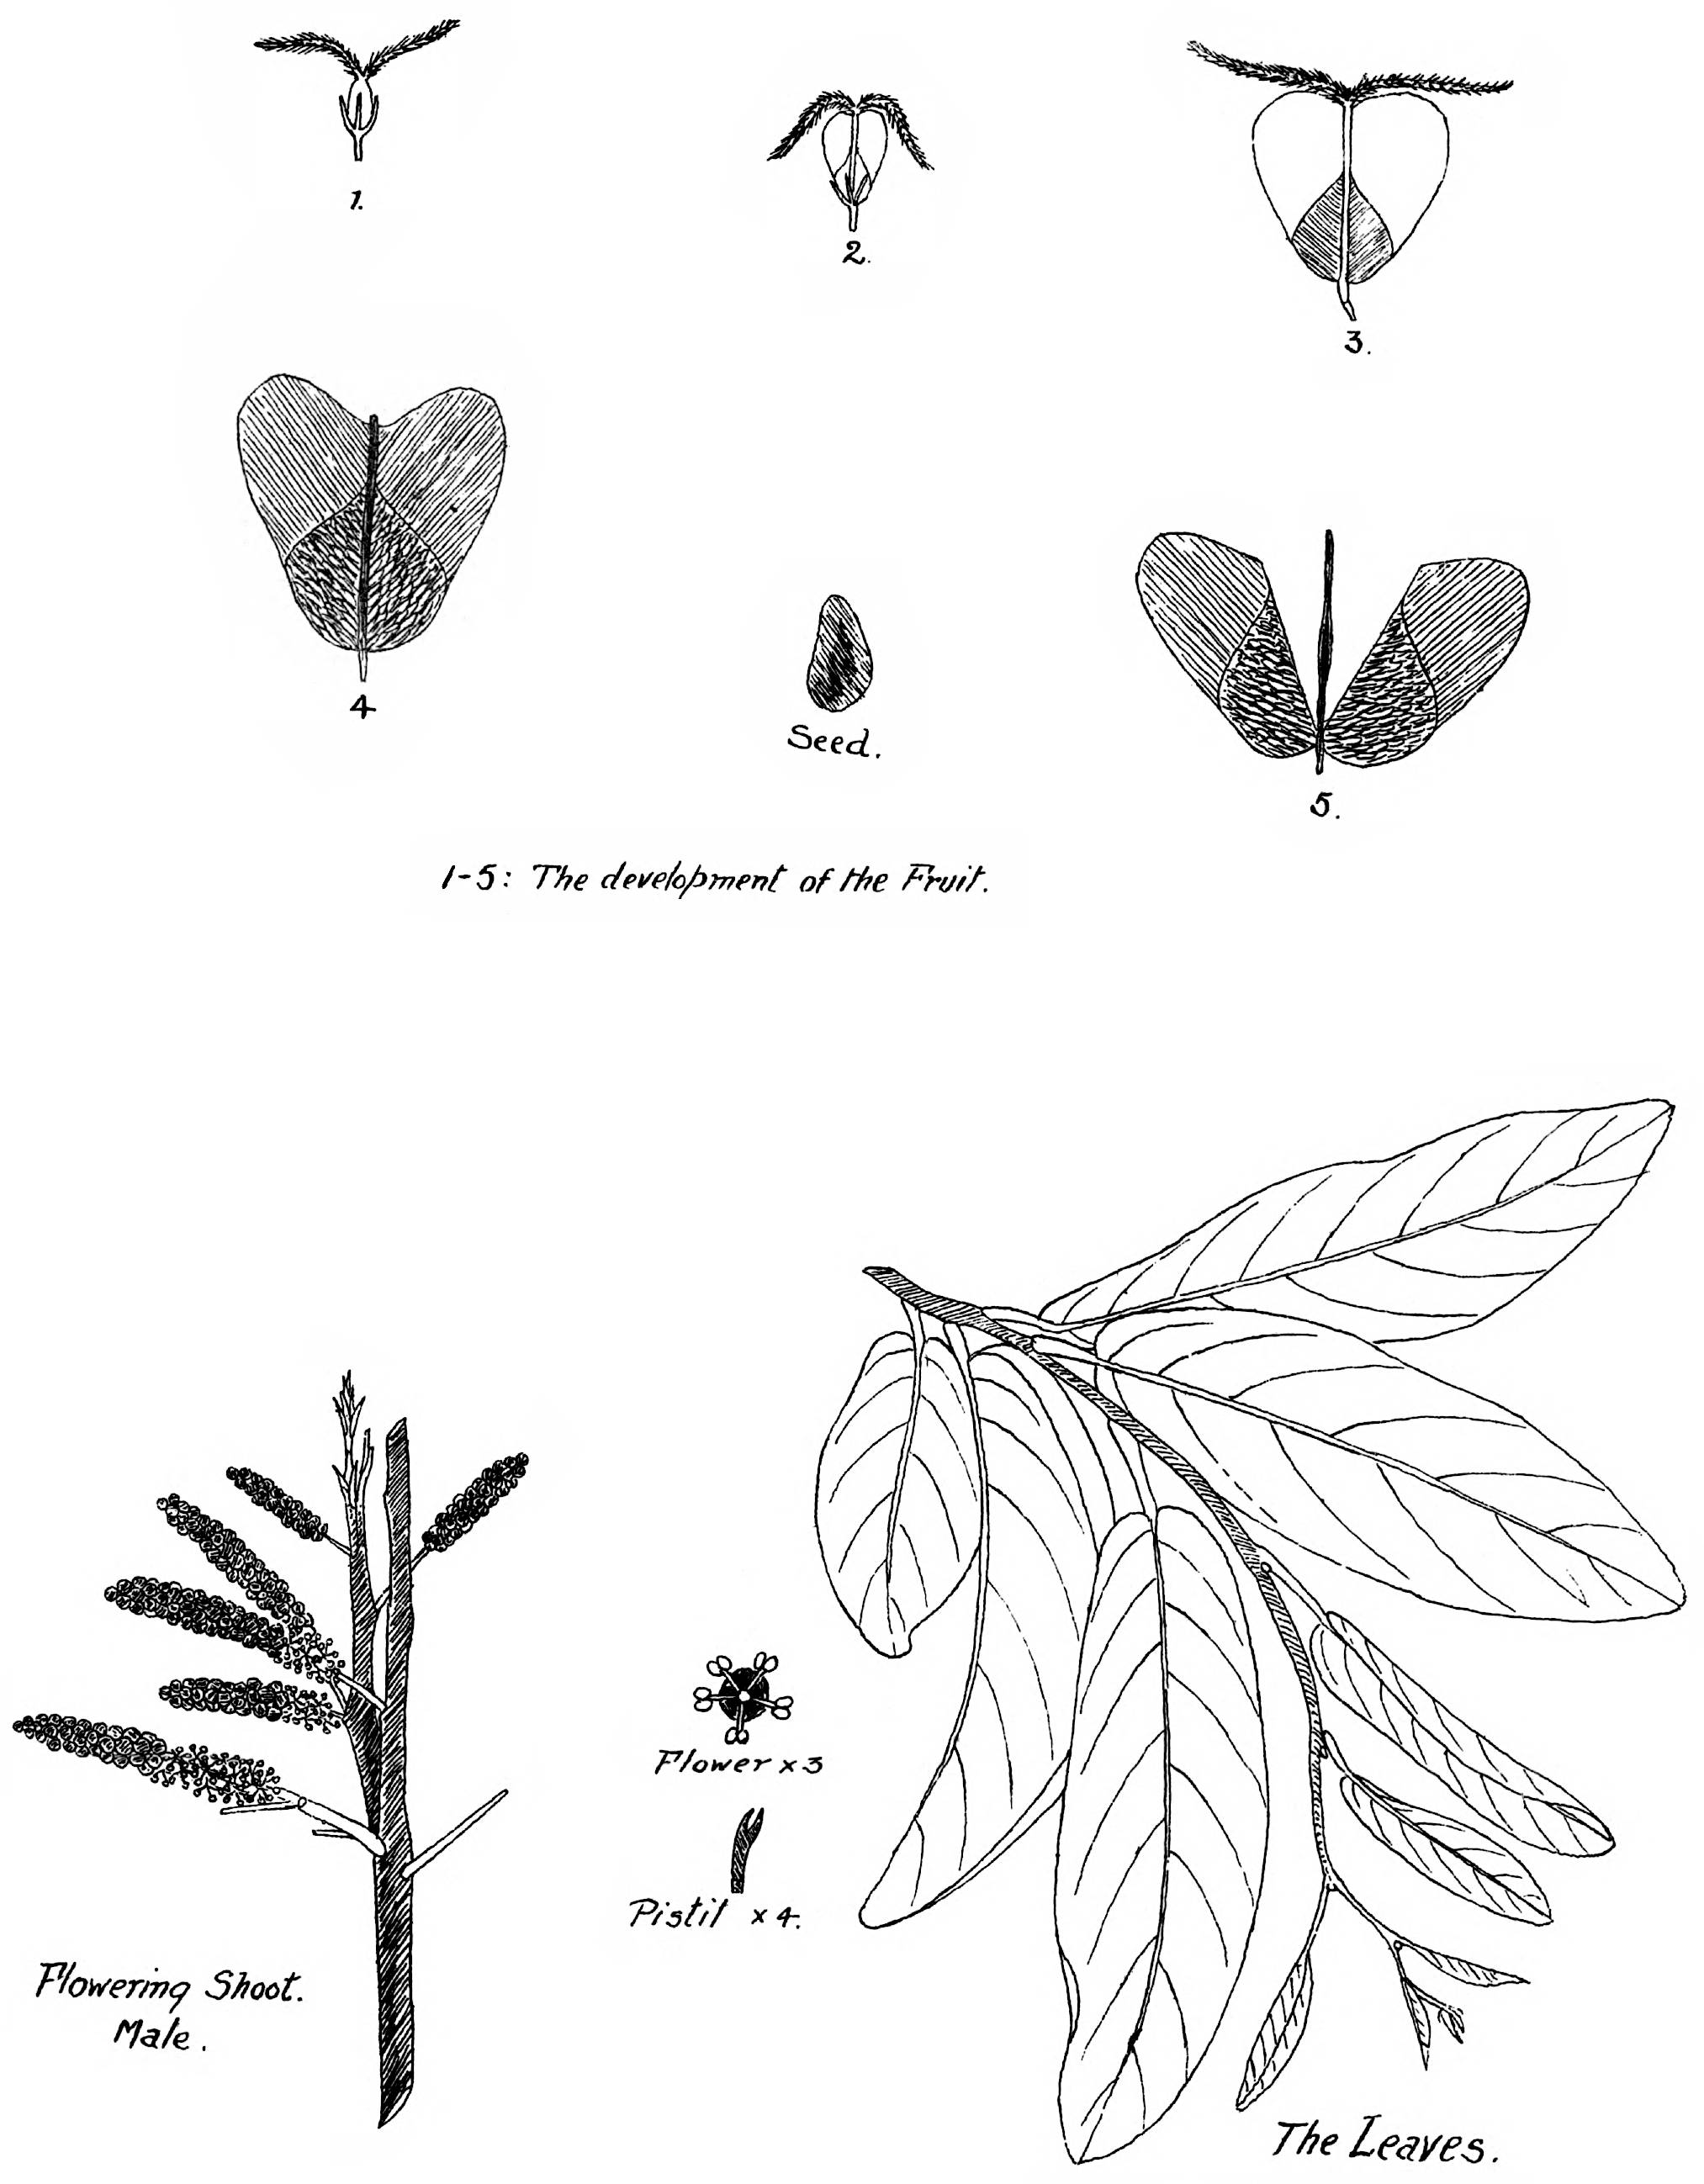 1.
2.
3.
4
Seed.
5.
1-5: The development of the Fruit.
Flower x 3
Pistil x 4.
Flowering Shoot.
Male.
The Leaves.